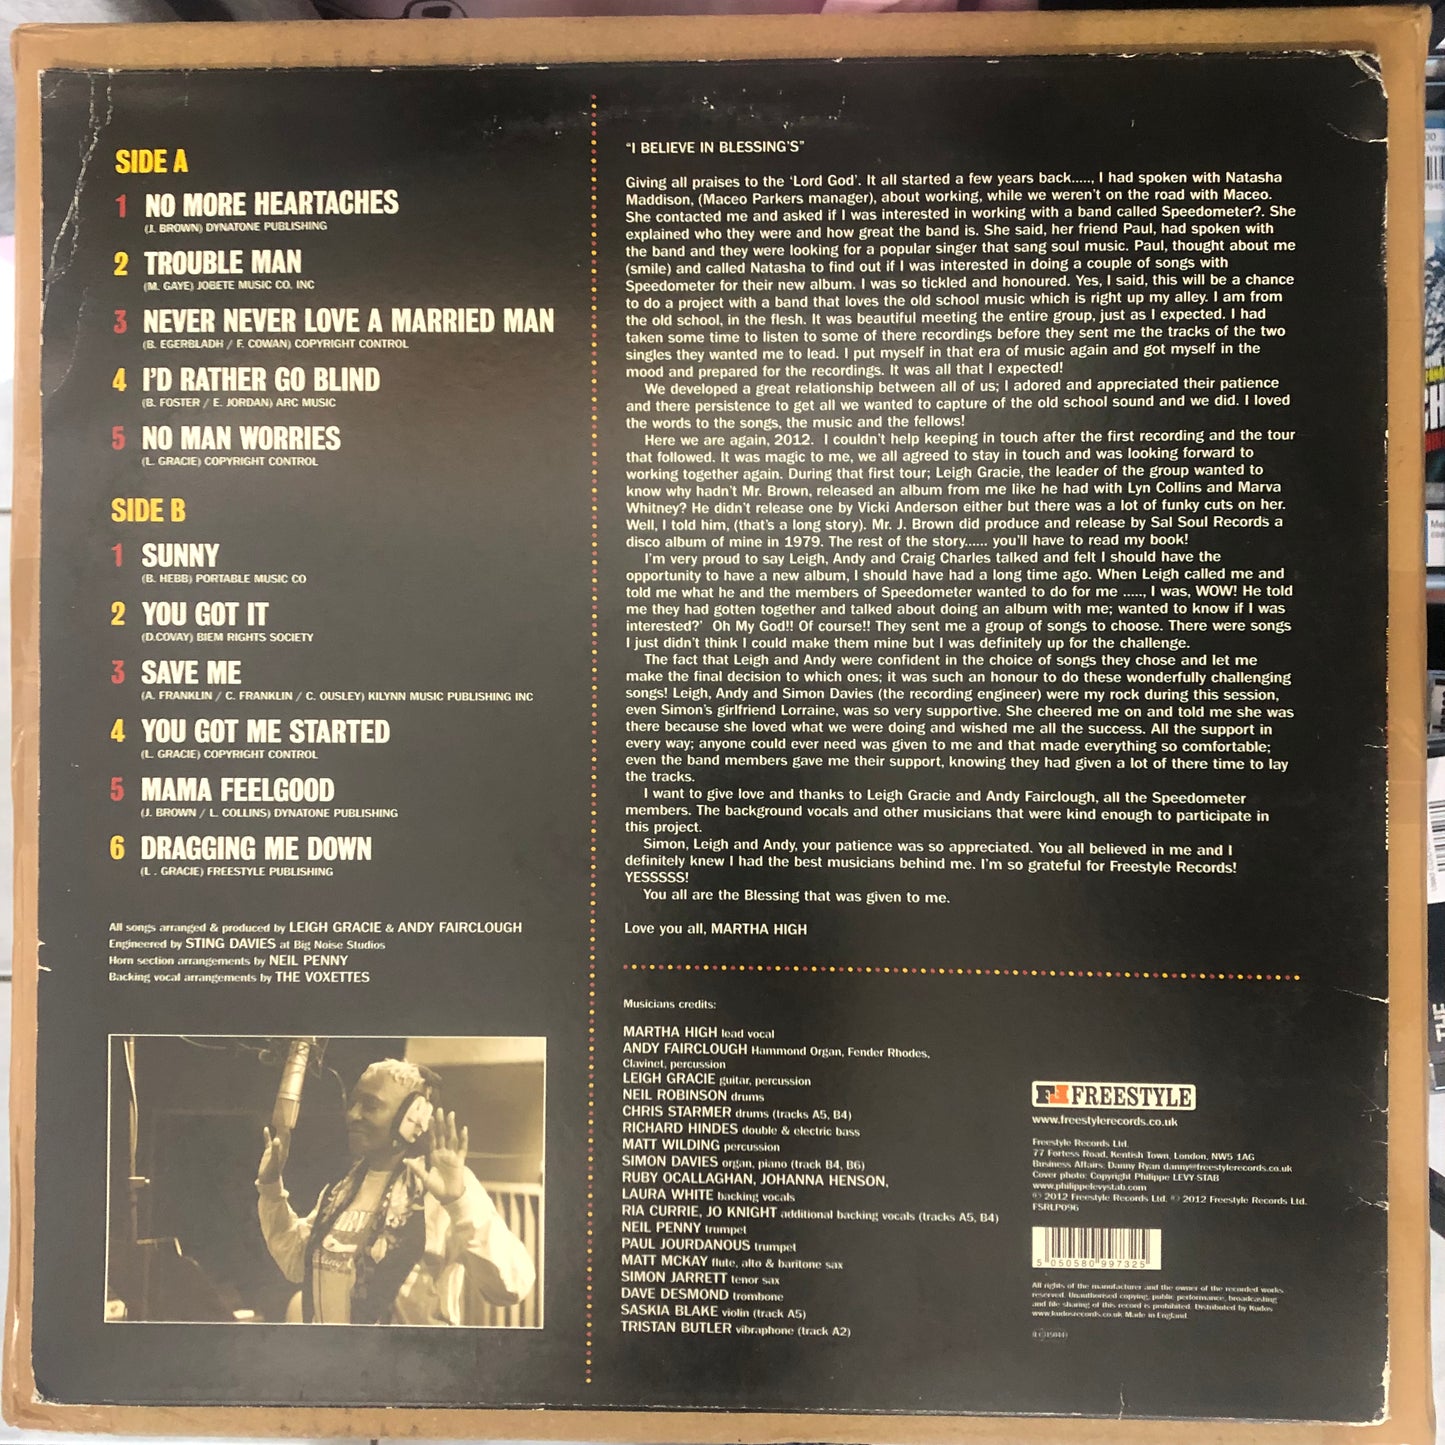 SIDE A
1 NO MORE HEARTACHES
(J. BROWN) DYNATONE PUBLISHING
2 TROUBLE MAN
(M. GAYE) JOBETE MUSIC CO. INC
3 NEVER NEVER LOVE A MARRIED MAN
(B. EGERBLADH / F. COWAN) COPYRIGHT CONTROL
4 I'D RATHER GO BLIND
(B. FOSTER / E. JORDAN) ARC MUSIC
5 NO MAN WORRIES
(L. GRACIE) COPYRIGHT CONTROL
SIDE B
1 SUNNY
(B. HEBB) PORTABLE MUSIC CO
2 YOU GOT IT
(D.COVAY) BIEM RIGHTS SOCIETY
3 SAVE ME
(A. FRANKLIN / C. FRANKLIN / C. OUSLEY) KILYNN MUSIC PUBLISHING INC
4 YOU GOT ME STARTED
(L. GRACIE) COPYRIGHT CONTROL
5 MAMA FEELGOOD
(J. BROWN / L. COLLINS) DYNATONE PUBLISHING
6 DRAGGING ME DOWN
(L . GRACIE) FREESTYLE PUBLISHING
All songs arranged & produced by LEIGH GRACIE & ANDY FAIRCLOUGH
Engineered by STING DAVIES at Big Noise Studios
Horn section arrangements by NEIL PENNY
Backing vocal arrangements by THE VOXETTES
"I BELIEVE IN BLESSING'S"
Giving all praises to the 'Lord God'. It all started a few years back....., I had spoken with Natasha
Maddison, (Maceo Parkers manager), about working, while we weren't on the road with Maceo.
She contacted me and asked if I was interested in working with a band called Speedometer?. She
explained who they were and how great the band is. She said, her friend Paul, had spoken with
the band and they were looking for a popular singer that sang soul music. Paul, thought about me
(smile) and called Natasha to find out if I was interested in doing a couple of songs with
Speedometer for their new album. I was so tickled and honoured. Yes, I said, this will be a chance
to do a project with a band that loves the old school music which is right up my alley. I am from
the old school, in the flesh. It was beautiful meeting the entire group, just as I expected. I had
taken some time to listen to some of there recordings before they sent me the tracks of the two
singles they wanted me to lead. I put myself in that era of music again and got myself in the
mood and prepared for the recordings. It was all that I expected!
We developed a great relationship between all of us; I adored and appreciated their patience
and there persistence to get all we wanted to capture of the old school sound and we did. I loved
the words to the songs, the music and the fellows!
Here we are again, 2012. I couldn't help keeping in touch after the first recording and the tour
that followed. It was magic to me, we all agreed to stay in touch and was looking forward to
working together again. During that first tour; Leigh Gracie, the leader of the group wanted to
know why hadn't Mr. Brown, released an album from me like he had with Lyn Collins and Marva
Whitney? He didn't release one by Vicki Anderson either but there was a lot of funky cuts on her.
Well, I told him, (that's a long story). Mr. J. Brown did produce and release by Sal Soul Records a
disco album of mine in 1979. The rest of the story...... you'll have to read my book!
I'm very proud to say Leigh, Andy and Craig Charles talked and felt I should have the
opportunity to have a new album, I should have had a long time ago. When Leigh called me and
told me what he and the members of Speedometer wanted to do for me ....., I was, WOW! He told
me they had gotten together and talked about doing an album with me; wanted to know if I was
interested?' Oh My God!! Of course!! They sent me a group of songs to choose. There were songs
I just didn't think I could make them mine but I was definitely up for the challenge.
The fact that Leigh and Andy were confident in the choice of songs they chose and let me
make the final decision to which ones; it was such an honour to do these wonderfully challenging
songs! Leigh, Andy and Simon Davies (the recording engineer) were my rock during this session,
even Simon's girlfriend Lorraine, was so very supportive. She cheered me on and told me she was
there because she loved what we were doing and wished me all the success. All the support in
every way; anyone could ever need was given to me and that made everything so comfortable;
even the band members gave me their support, knowing they had given a lot of there time to lay
the tracks.
I want to give love and thanks to Leigh Gracie and Andy Fairclough, all the Speedometer
members. The background vocals and other musicians that were kind enough to participate in
this project.
Simon, Leigh and Andy, your patience was so appreciated. You all believed in me and I
definitely knew I had the best musicians behind me. I'm so grateful for Freestyle Records!
YESSSSS!
You all are the Blessing that was given to me.
Love you all, MARTHA HIGH
Musicians credits:
MARTHA HIGH lead vocal
ANDY FAIRCLOUGH Hammond Organ, Fender Rhodes,
Clavinet, percussion
LEIGH GRACIE guitar, percussion
NEIL ROBINSON drums
CHRIS STARMER drums (tracks A5, B4)
RICHARD HINDES double & electric bass
MATT WILDING percussion
SIMON DAVIES organ, piano (track B4, B6)
RUBY OCALLAGHAN, JOHANNA HENSON,
LAURA WHITE backing vocals
RIA CURRIE, JO KNIGHT additional backing vocals (tracks A5, B4)
NEIL PENNY trumpet
PAUL JOURDANOUS trumpet
MATT MCKAY flute, alto & baritone sax
SIMON JARRETT tenor sax
DAVE DESMOND trombone
SASKIA BLAKE violin (track A5)
TRISTAN BUTLER vibraphone (track A2)
FREESTYLE
www.freestylerecords.co.uk
Freestyle Records Ltd.
77 Fortess Road, Kentish Town, London, NW5 1AG
Business Affairs: Danny Ryan danny@freestylerecords.co.uk
Cover photo: Copyright Philippe LEVY STAB
www.philippelevystab.com
℗ 2012 Freestyle Records Ltd. © 2012 Freestyle Records Ltd.
FSRLP096
5 050580 997325
All rights of the manufacturer and the owner of the recorded works
reserved. Unauthorised copying, public performance, broadcasting
and file sharing of this record is prohibited. Distributed by Kudos
www.kudosrecords.co.uk Made in England.